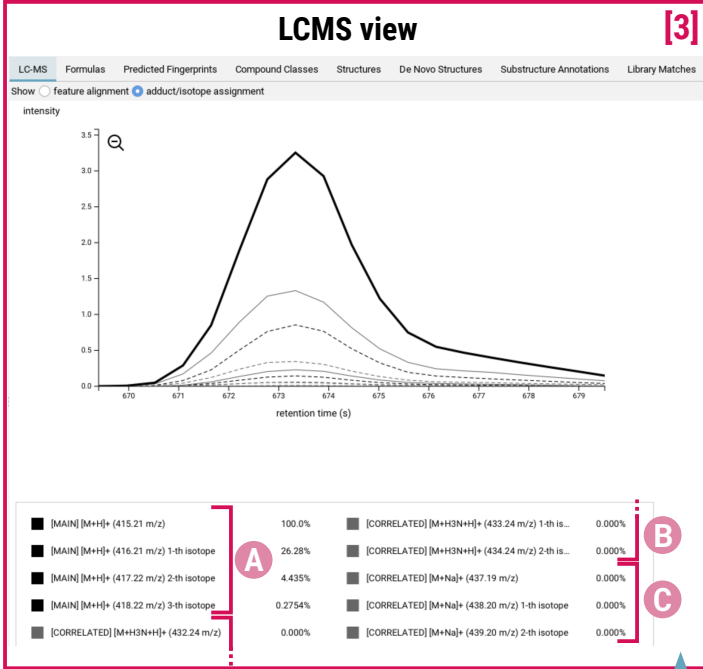 LCMS view
[3]
LC-MS Formulas Predicted Fingerprints Compound Classes Structures De Novo Structures Substructure Annotations Library Matches
Show feature alignment adduct/isotope assignment
intensity
3.5
3.0
2.5
2.0
1.5
1.0
0.5
0.0
670 671 672 673 674 675 676 677 678 679
retention time (s)
[MAIN] [M+H]+ (415.21 m/z) 100.0%
[MAIN] [M+H]+ (416.21 m/z) 1-th isotope 26.28%
[MAIN] [M+H]+ (417.22 m/z) 2-th isotope 4.435%
[MAIN] [M+H]+ (418.22 m/z) 3-th isotope 0.2754%
[CORRELATED] [M+H3N+H]+ (432.24 m/z) 0.000%
A
[CORRELATED] [M+H3N+H]+ (433.24 m/z) 1-th is... 0.000%
[CORRELATED] [M+H3N+H]+ (434.24 m/z) 2-th is... 0.000%
[CORRELATED] [M+Na]+ (437.19 m/z) 0.000%
[CORRELATED] [M+Na]+ (438.20 m/z) 1-th isotope 0.000%
[CORRELATED] [M+Na]+ (439.20 m/z) 2-th isotope 0.000%
B
C